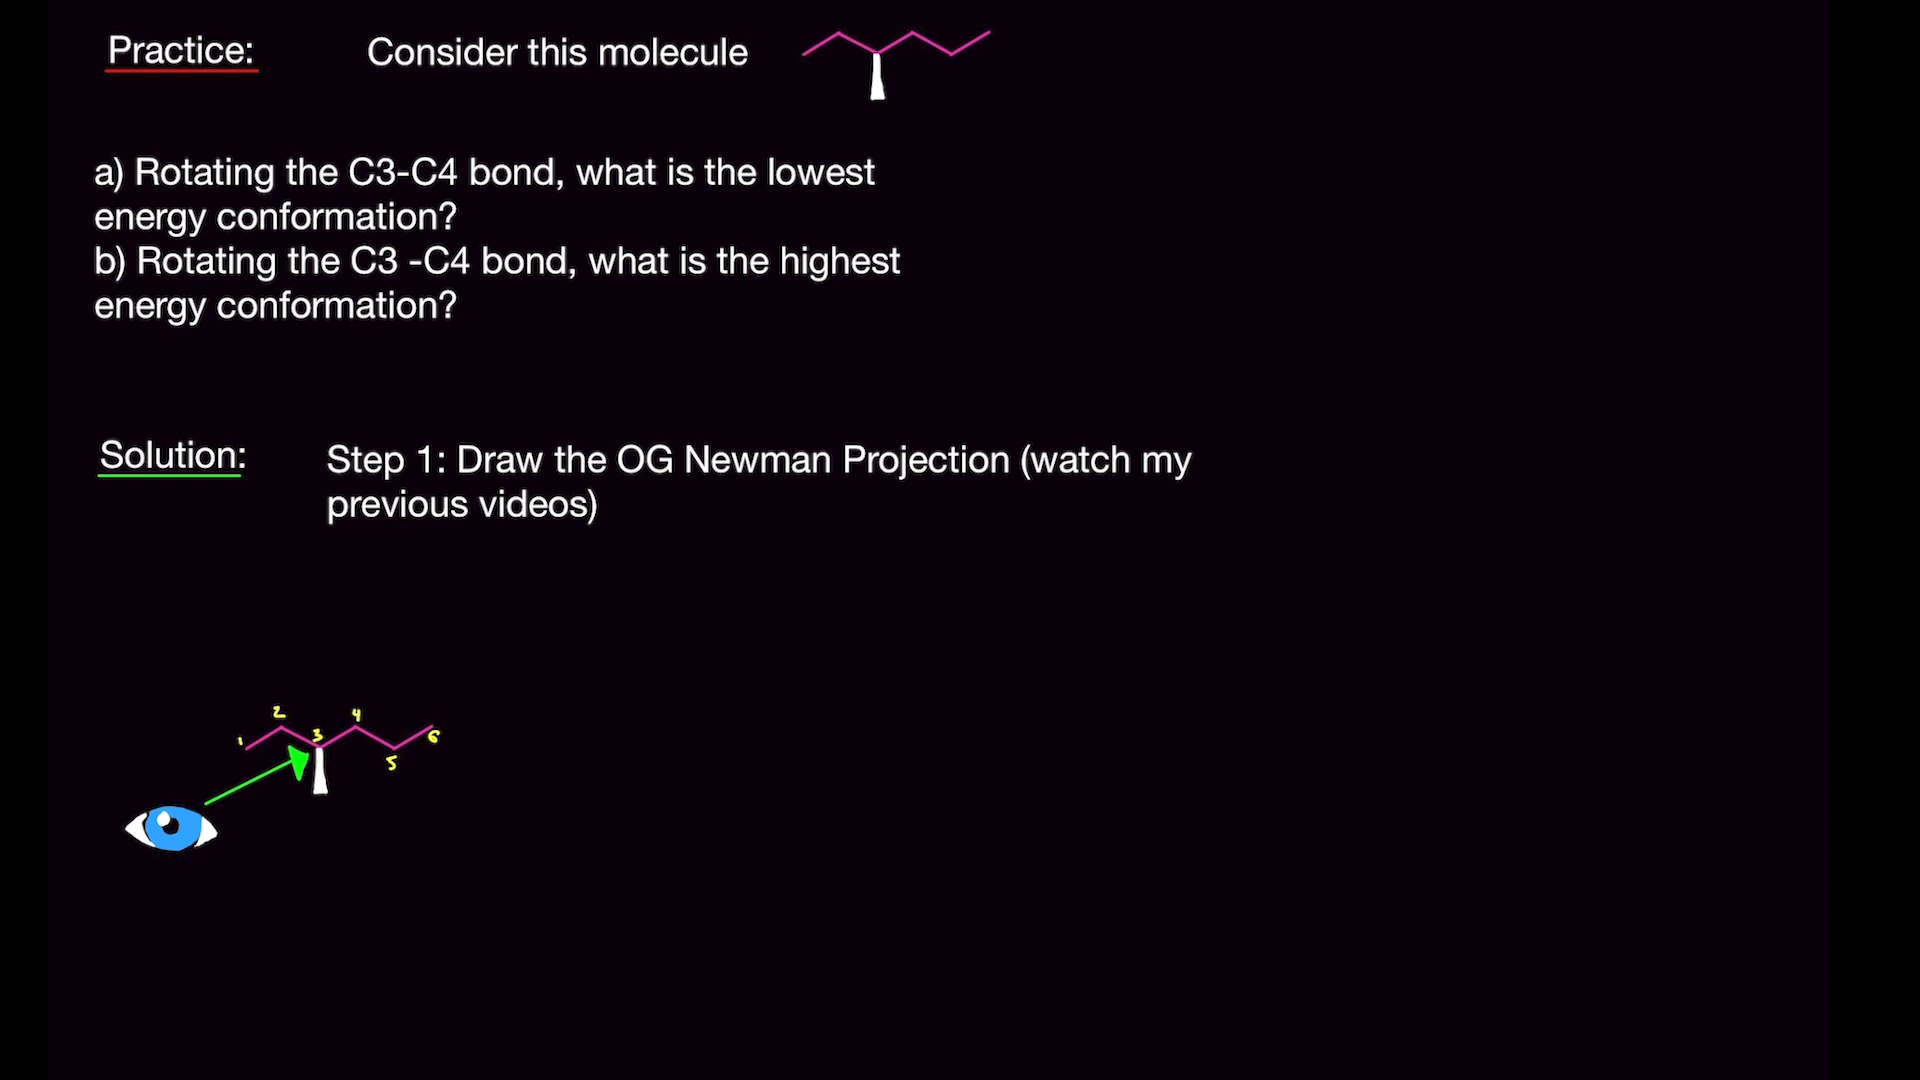 Practice: Consider this molecule
a) Rotating the C3-C4 bond, what is the lowest
energy conformation?
b) Rotating the C3 -C4 bond, what is the highest
energy conformation?
Solution: Step 1: Draw the OG Newman Projection (watch my
previous videos)
1 2 3 4 5 6